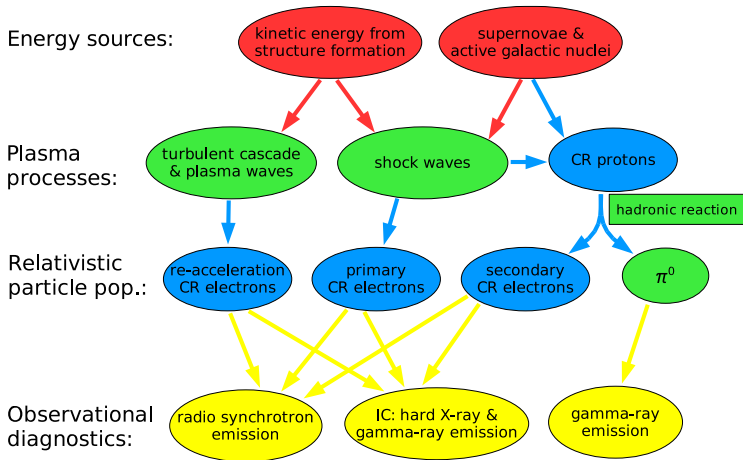 Energy sources:
kinetic energy from
structure formation
supernovae &
active galactic nuclei
Plasma
processes:
turbulent cascade
& plasma waves
shock waves
CR protons
hadronic reaction
Relativistic
particle pop.:
re-acceleration
CR electrons
primary
CR electrons
secondary
CR electrons
π⁰
Observational
diagnostics:
radio synchrotron
emission
IC: hard X-ray &
gamma-ray emission
gamma-ray
emission